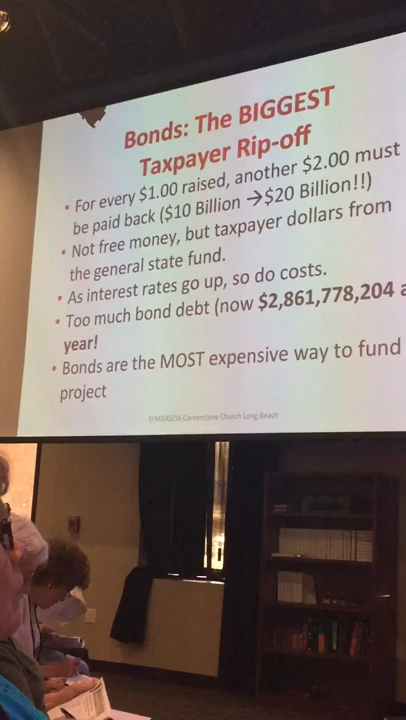 Bonds: The BIGGEST
Taxpayer Rip-off
• For every $1.00 raised, another $2.00 must
be paid back ($10 Billion →$20 Billion!!)
• Not free money, but taxpayer dollars from
the general state fund.
• As interest rates go up, so do costs.
• Too much bond debt (now $2,861,778,204 a
year!
• Bonds are the MOST expensive way to fund
project
EFM100216 Cornerstone Church Long Beach